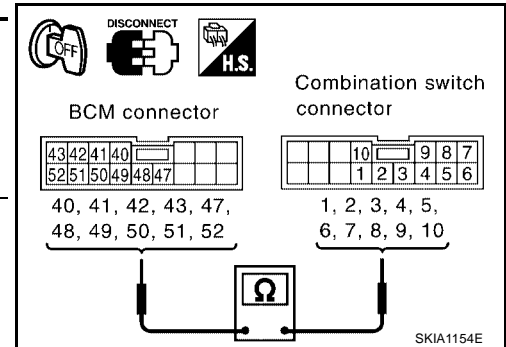 DISCONNECT
OFF
H.S.
Combination switch
connector
BCM connector
43 42 41 40
52 51 50 49 48 47
10 9 8 7
1 2 3 4 5 6
40, 41, 42, 43, 47,
48, 49, 50, 51, 52
1, 2, 3, 4, 5,
6, 7, 8, 9, 10
Ω
SKIA1154E